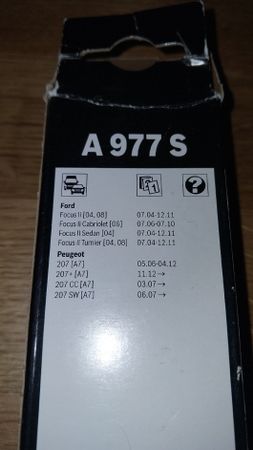 A 977 S
Ford
Focus II [04, 08] 07.04-12.11
Focus II Cabriolet [06] 07.06-07.10
Focus II Sedan [04] 07.04-12.11
Focus II Turnier [04, 08] 07.04-12.11
Peugeot
207 [A7] 05.06-04.12
207+ [A7] 11.12→
207 CC [A7] 03.07→
207 SW [A7] 06.07→